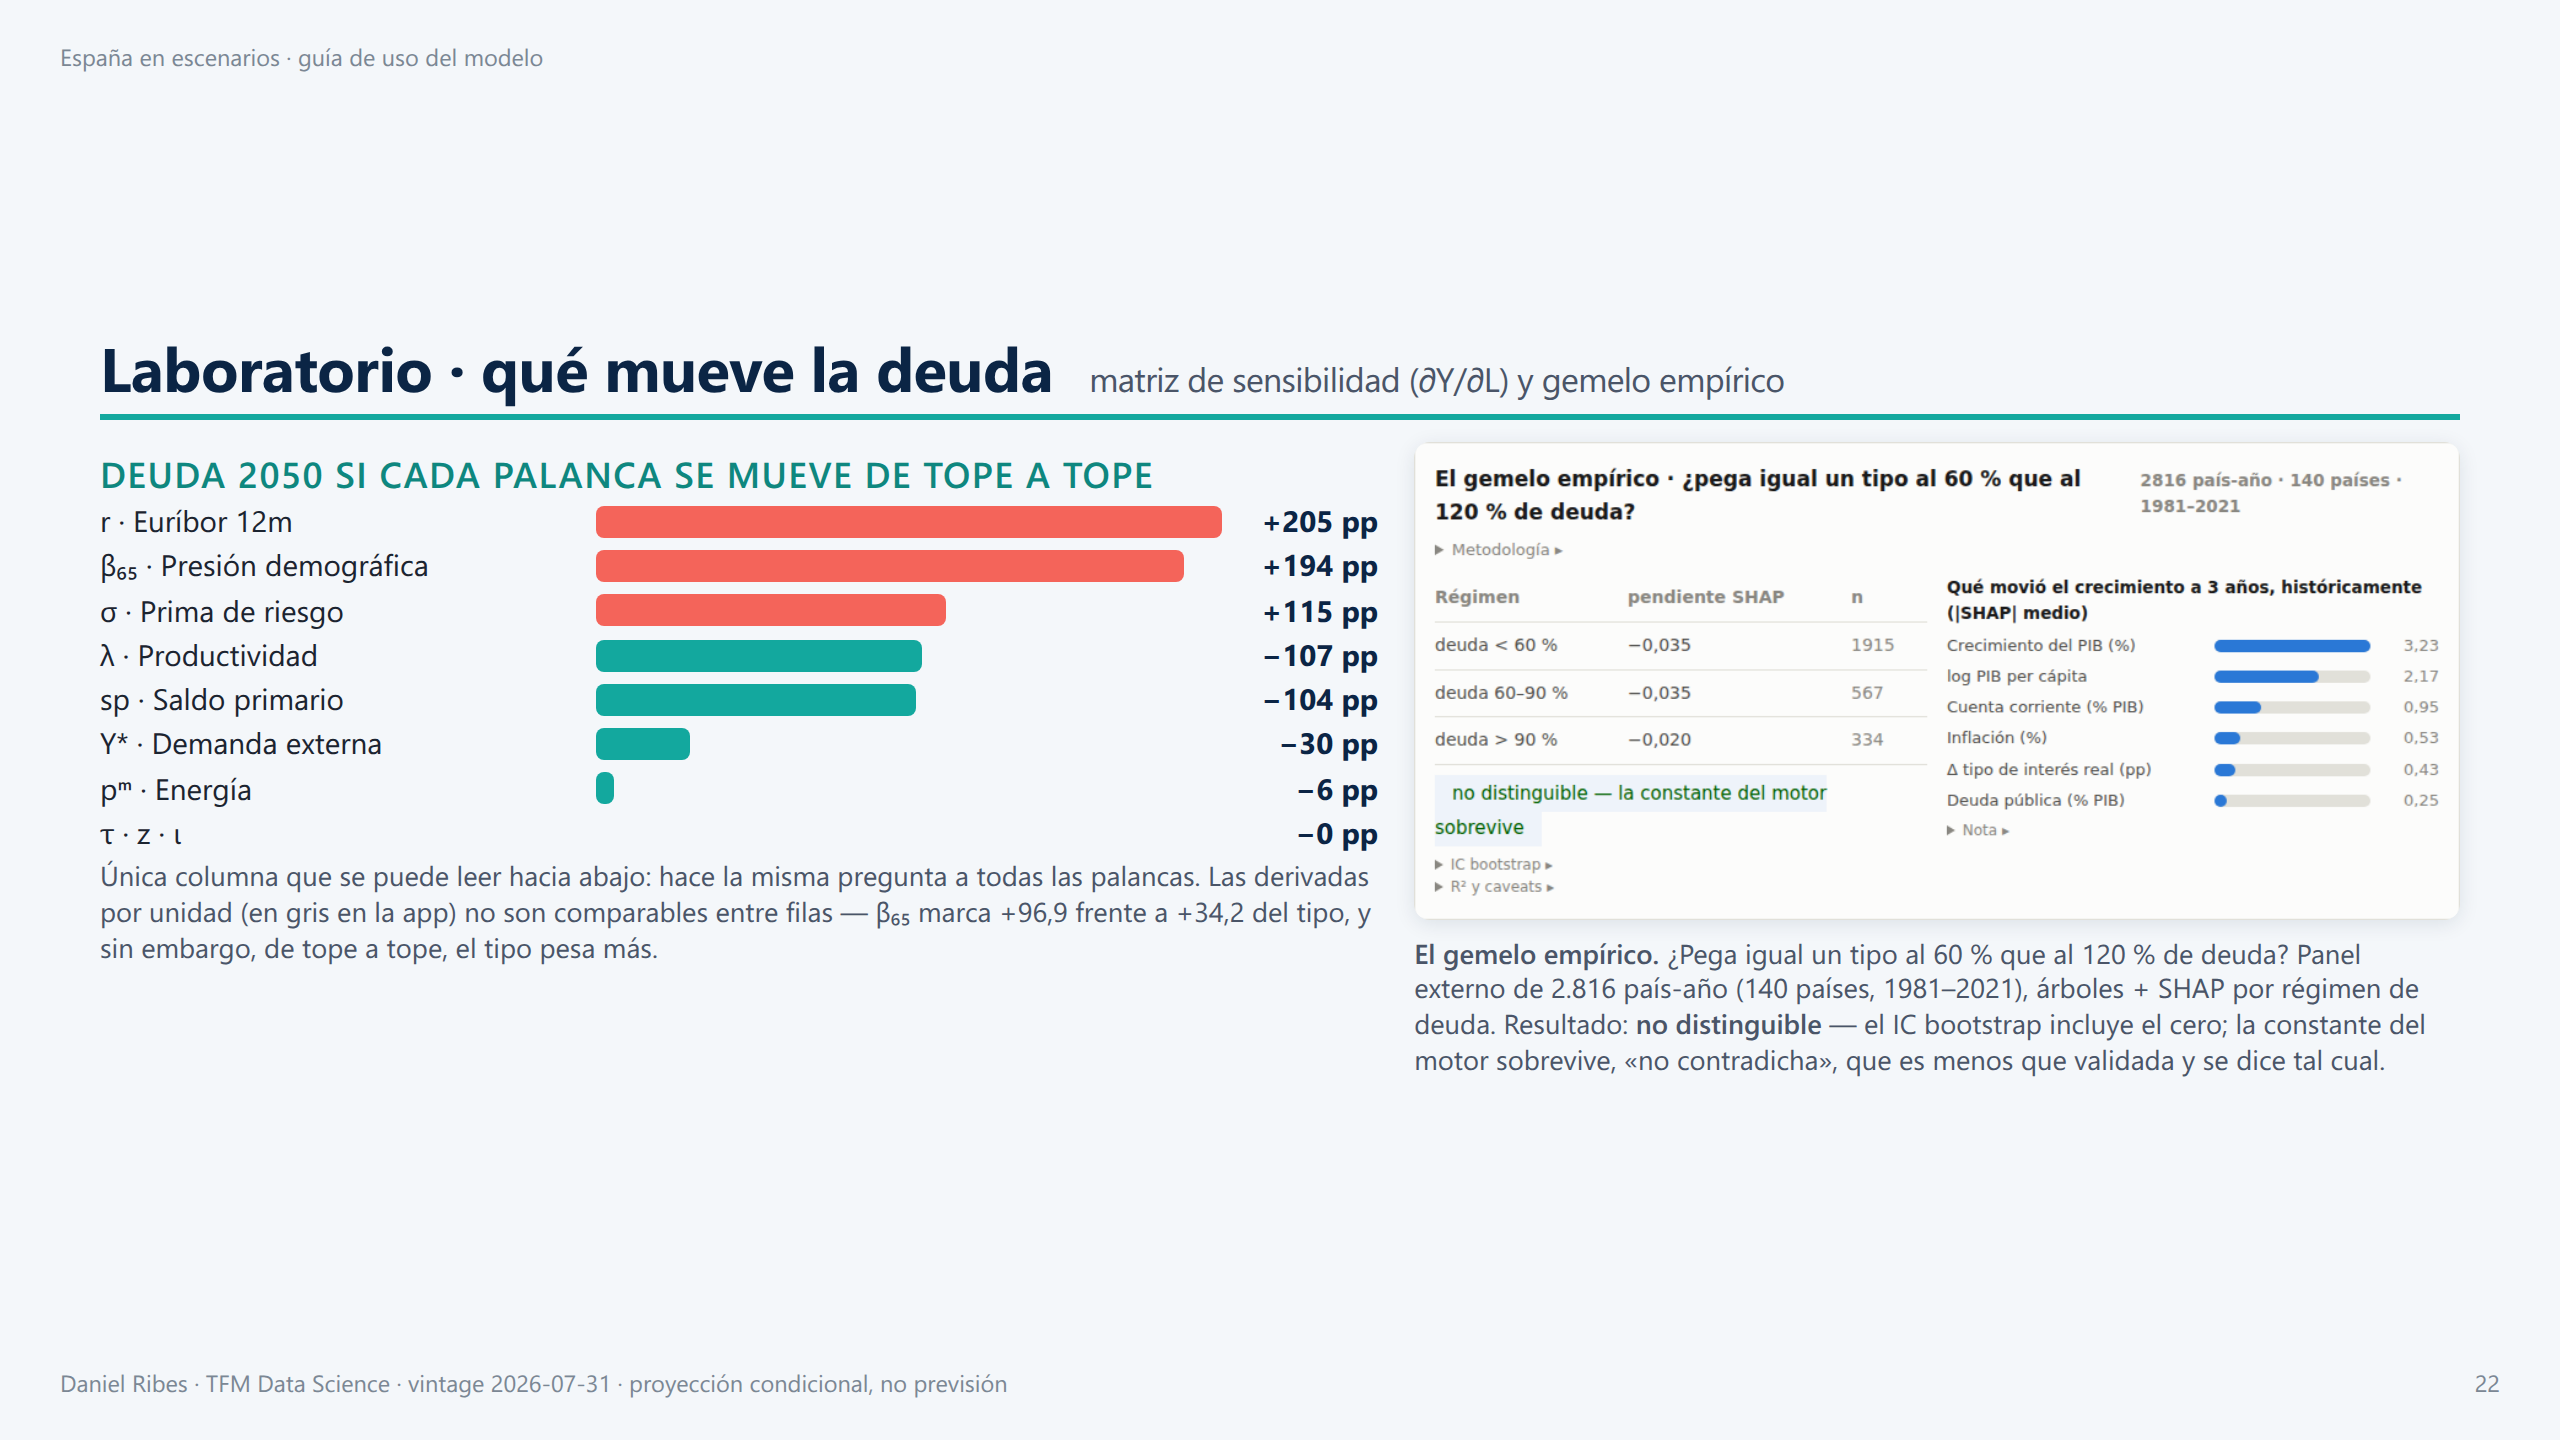 España en escenarios · guía de uso del modelo
Laboratorio · qué mueve la deuda matriz de sensibilidad (∂Y/∂L) y gemelo empírico
DEUDA 2050 SI CADA PALANCA SE MUEVE DE TOPE A TOPE
r · Euríbor 12m +205 pp
β₆₅ · Presión demográfica +194 pp
σ · Prima de riesgo +115 pp
λ · Productividad −107 pp
sp · Saldo primario −104 pp
Y* · Demanda externa −30 pp
pᵐ · Energía −6 pp
τ · z · ι −0 pp
Única columna que se puede leer hacia abajo: hace la misma pregunta a todas las palancas. Las derivadas
por unidad (en gris en la app) no son comparables entre filas — β₆₅ marca +96,9 frente a +34,2 del tipo, y
sin embargo, de tope a tope, el tipo pesa más.
El gemelo empírico · ¿pega igual un tipo al 60 % que al
120 % de deuda?
2816 país-año · 140 países ·
1981–2021
▶ Metodología ▸
Régimen pendiente SHAP n
deuda < 60 % −0,035 1915
deuda 60–90 % −0,035 567
deuda > 90 % −0,020 334
no distinguible — la constante del motor
sobrevive
▶ IC bootstrap ▸
▶ R² y caveats ▸
Qué movió el crecimiento a 3 años, históricamente
(|SHAP| medio)
Crecimiento del PIB (%) 3,23
log PIB per cápita 2,17
Cuenta corriente (% PIB) 0,95
Inflación (%) 0,53
Δ tipo de interés real (pp) 0,43
Deuda pública (% PIB) 0,25
▶ Nota ▸
El gemelo empírico. ¿Pega igual un tipo al 60 % que al 120 % de deuda? Panel
externo de 2.816 país-año (140 países, 1981–2021), árboles + SHAP por régimen de
deuda. Resultado: no distinguible — el IC bootstrap incluye el cero; la constante del
motor sobrevive, «no contradicha», que es menos que validada y se dice tal cual.
Daniel Ribes · TFM Data Science · vintage 2026-07-31 · proyección condicional, no previsión
22